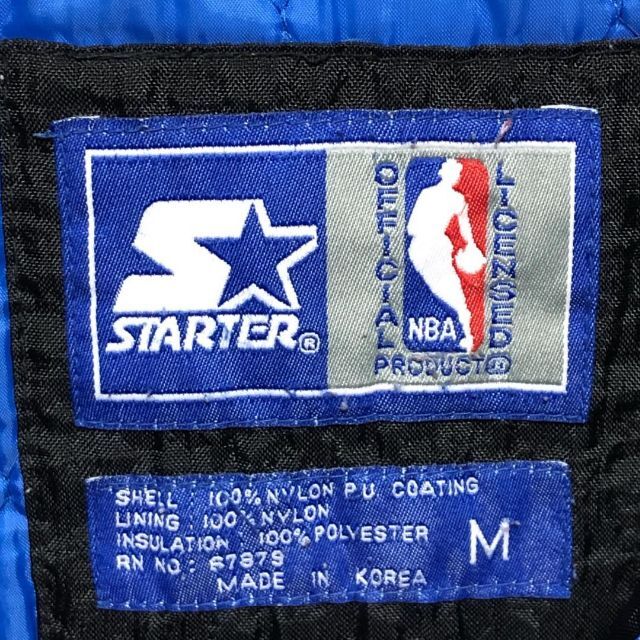 STARTER®
OFFICIAL
LICENSED
NBA
PRODUCT®
SHELL : 100% NYLON P.U. COATING
LINING : 100% NYLON
INSULATION : 100% POLYESTER
RN NO.: 67879
MADE IN KOREA
M